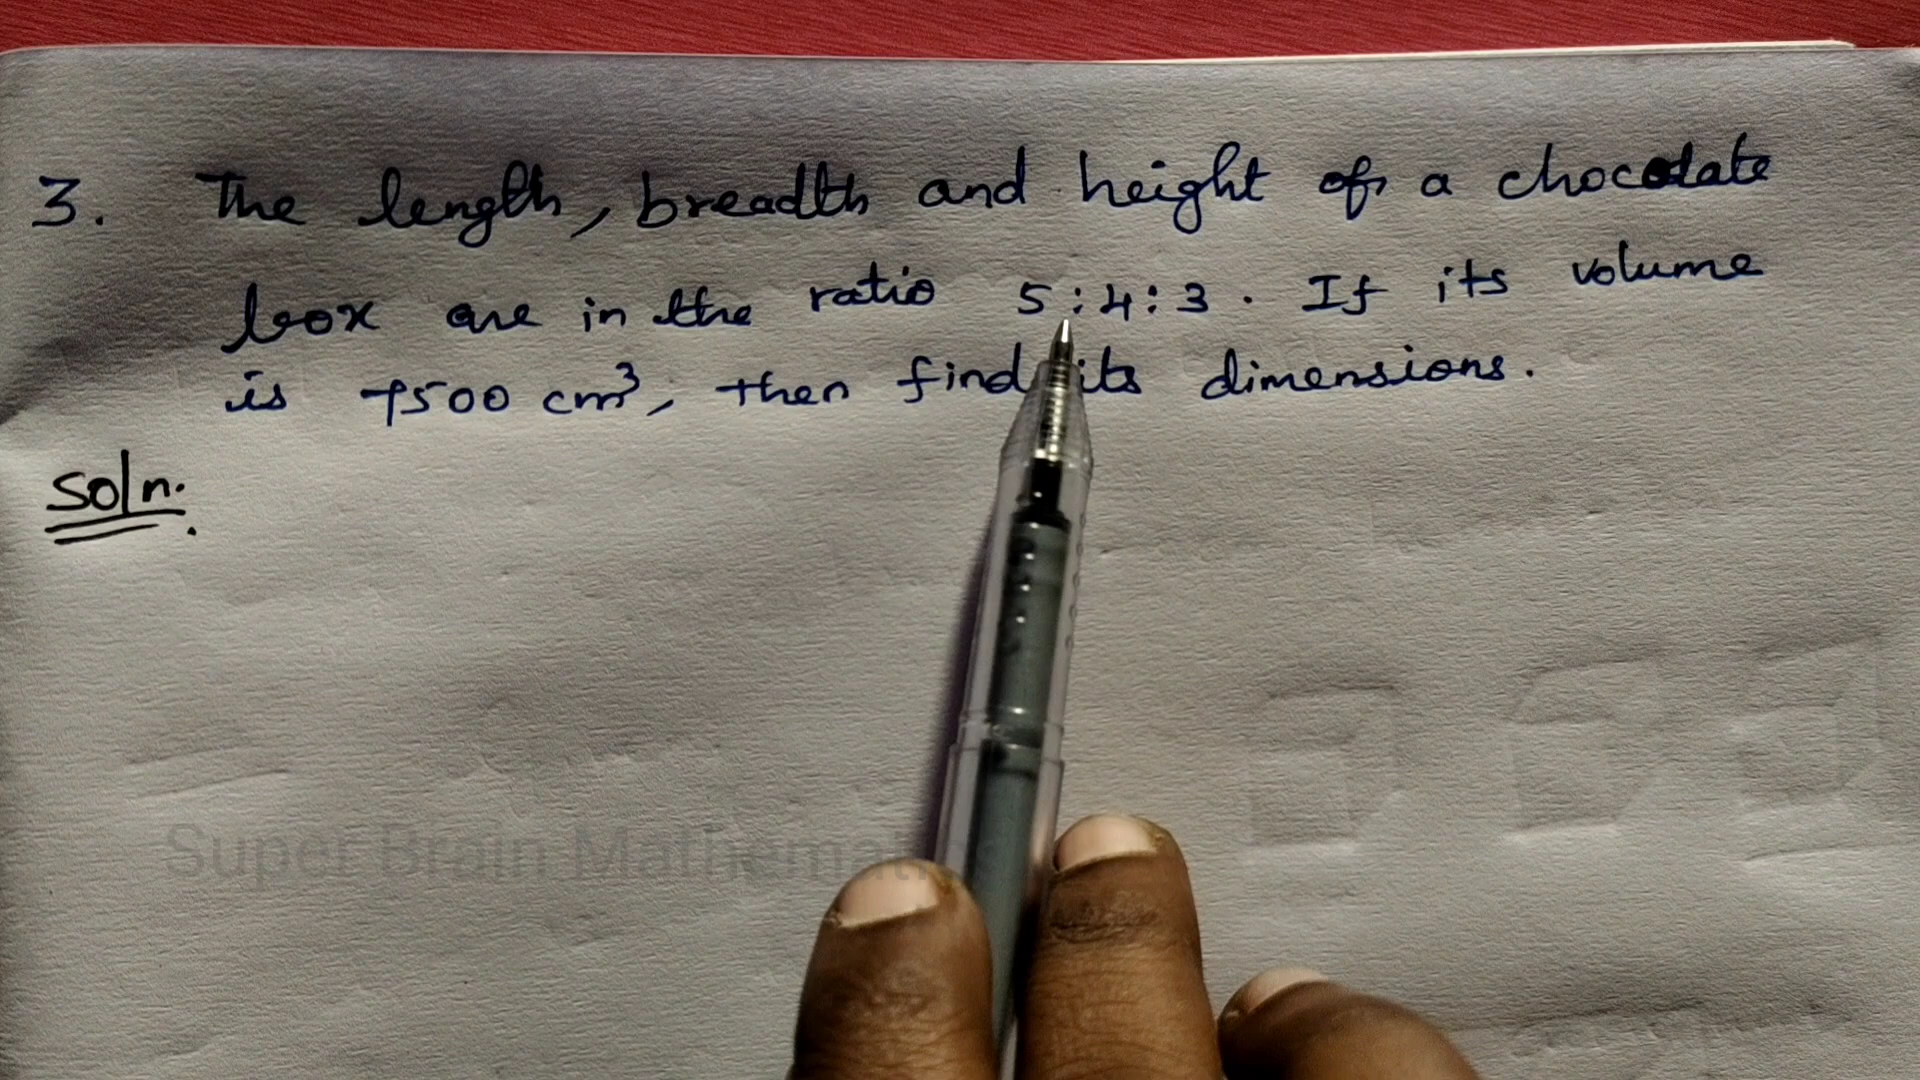 3. The length, breadth and height of a chocolate
box are in the ratio 5:4:3. If its volume
is 7500 cm³, then find its dimensions.
Soln.
Super Brain Mathemat